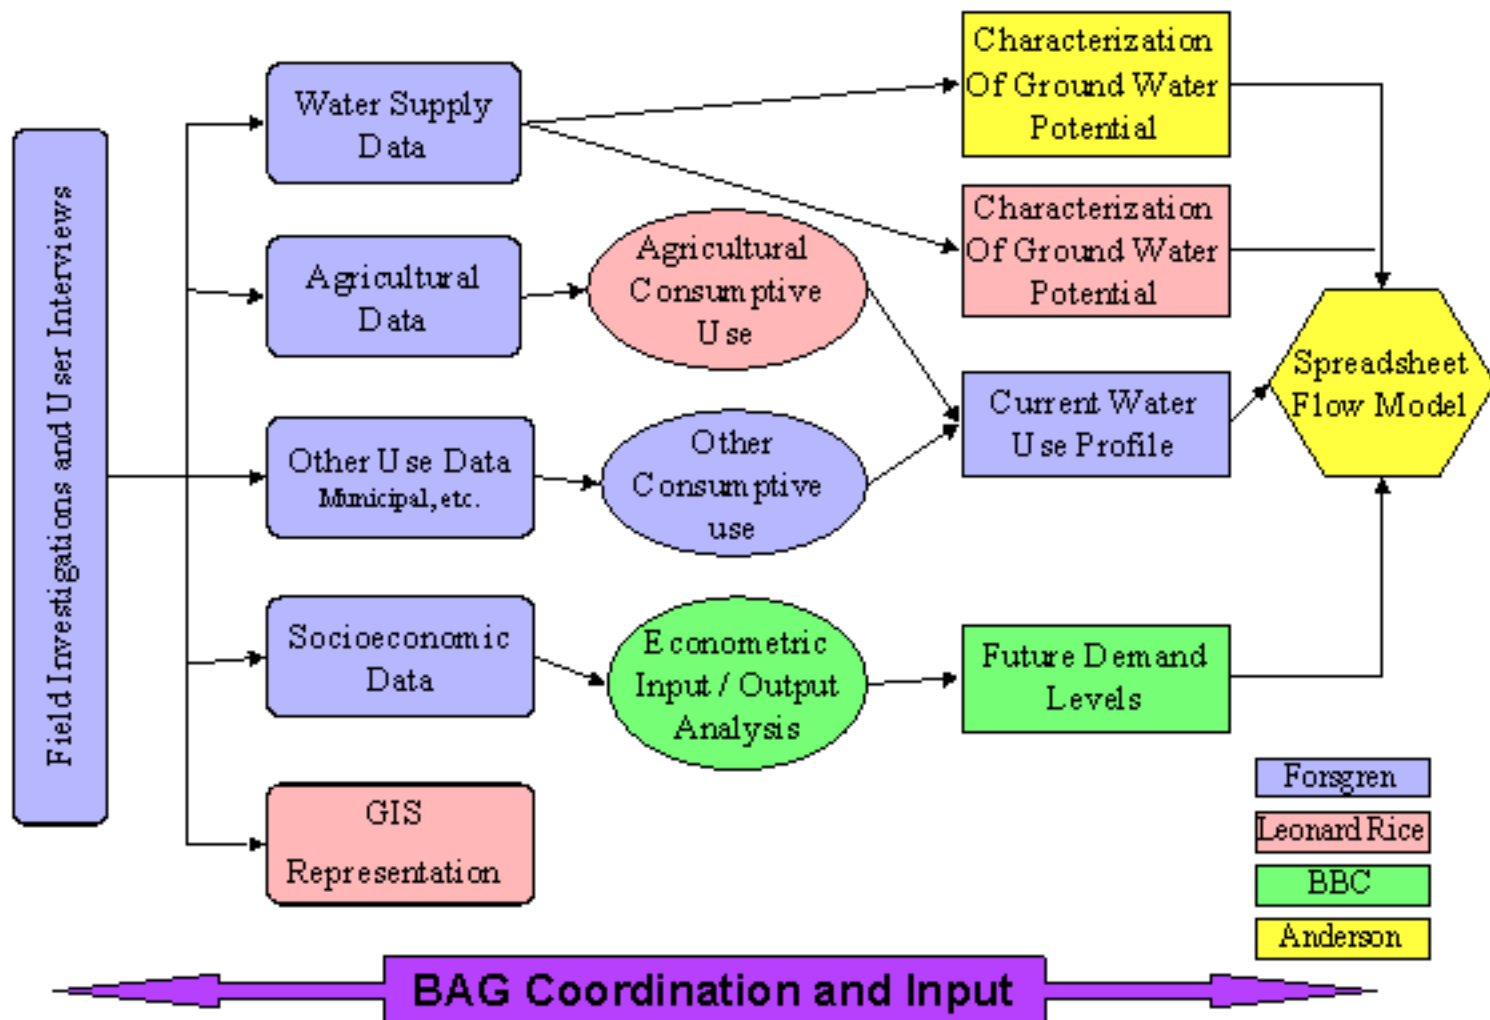 Field Investigations and User Interviews
Water Supply
Data
Agricultural
Data
Other Use Data
Municipal, etc.
Socioeconomic
Data
GIS
Representation
Agricultural
Consumptive
Use
Other
Consumptive
use
Econometric
Input / Output
Analysis
Characterization
Of Ground Water
Potential
Characterization
Of Ground Water
Potential
Current Water
Use Profile
Future Demand
Levels
Spreadsheet
Flow Model
Forsgren
Leonard Rice
BBC
Anderson
BAG Coordination and Input